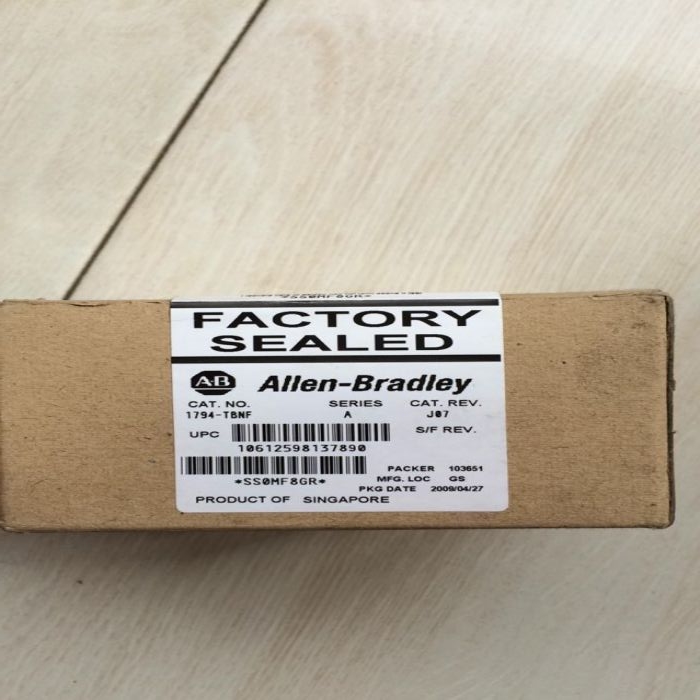 FACTORY
SEALED
AB Allen-Bradley
CAT. NO. SERIES CAT. REV.
1794-TBNF A J07
UPC S/F REV.
10612598137890
*SS0MF8GR*
PACKER 103651
MFG. LOC GS
PKG DATE 2009/04/27
PRODUCT OF SINGAPORE